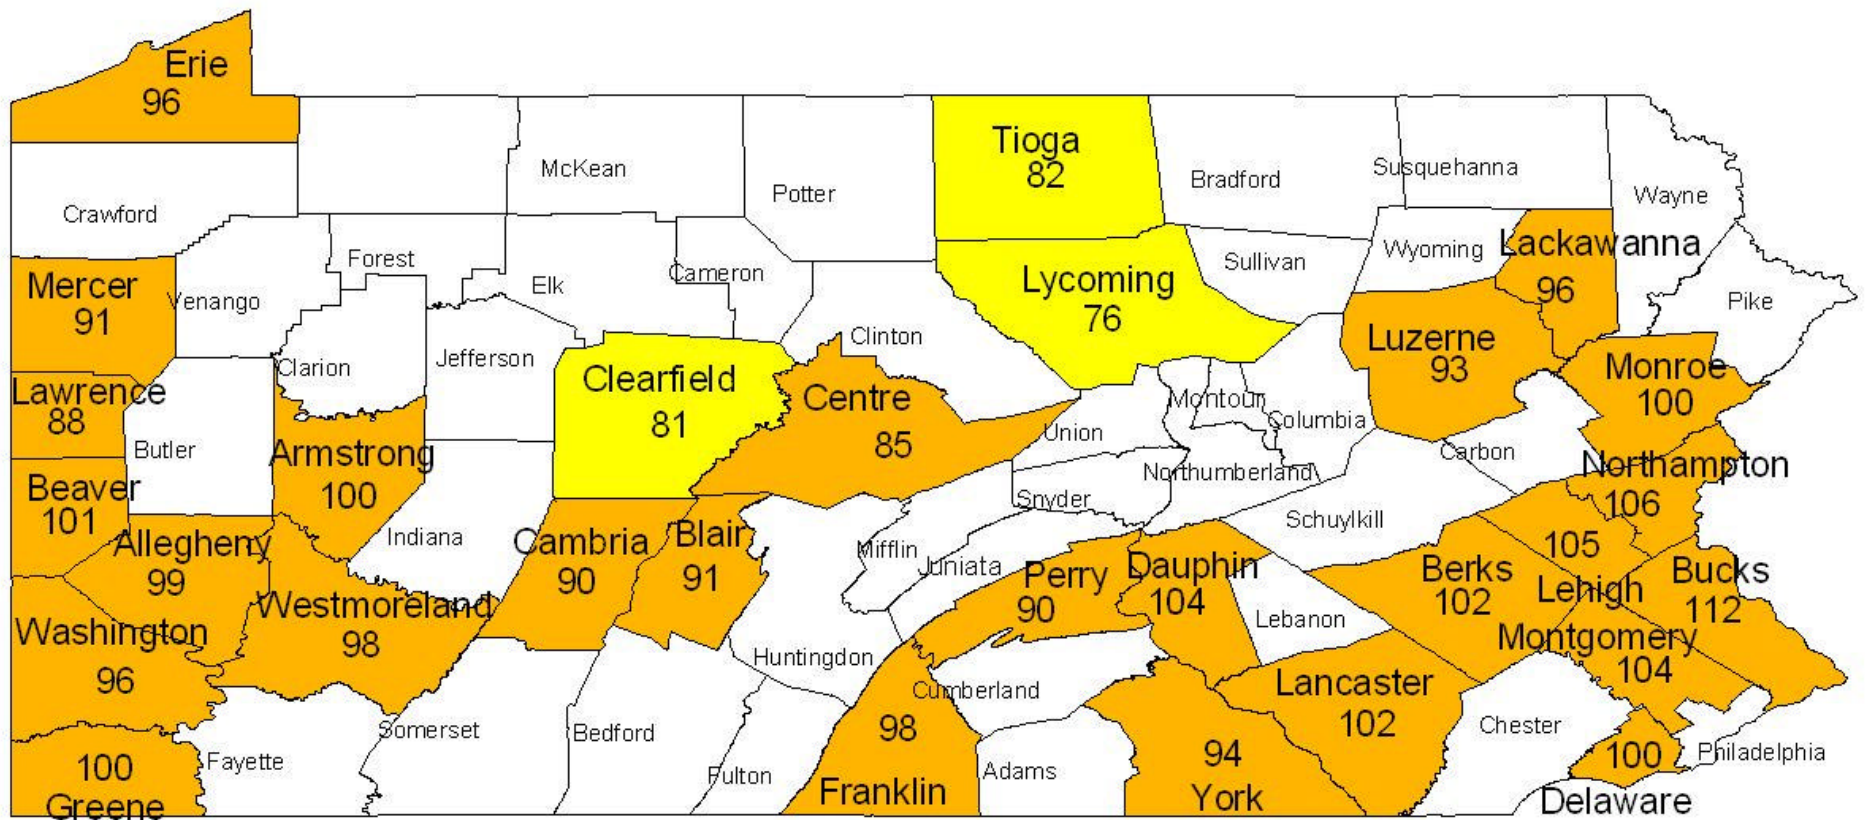 Erie
96
McKean
Potter
Tioga
82
Bradford
Susquehanna
Wayne
Crawford
Forest
Elk
Cameron
Venango
Mercer
91
Lycoming
76
Sullivan
Wyoming
Lackawanna
96
Pike
Clarion
Jefferson
Clearfield
81
Clinton
Centre
85
Luzerne
93
Monroe
100
Lawrence
88
Butler
Armstrong
100
Union
Montour
Columbia
Carbon
Northampton
106
Beaver
101
Allegheny
99
Indiana
Cambria
90
Blair
91
Snyder
Northumberland
Schuylkill
Mifflin
Juniata
Perry
90
Dauphin
104
Lebanon
Berks
102
105
Lehigh
Bucks
112
Westmoreland
98
Washington
96
Huntingdon
Cumberland
Montgomery
104
Lancaster
102
Chester
Philadelphia
100
Delaware
100
Greene
Fayette
Somerset
Bedford
Fulton
98
Franklin
Adams
94
York